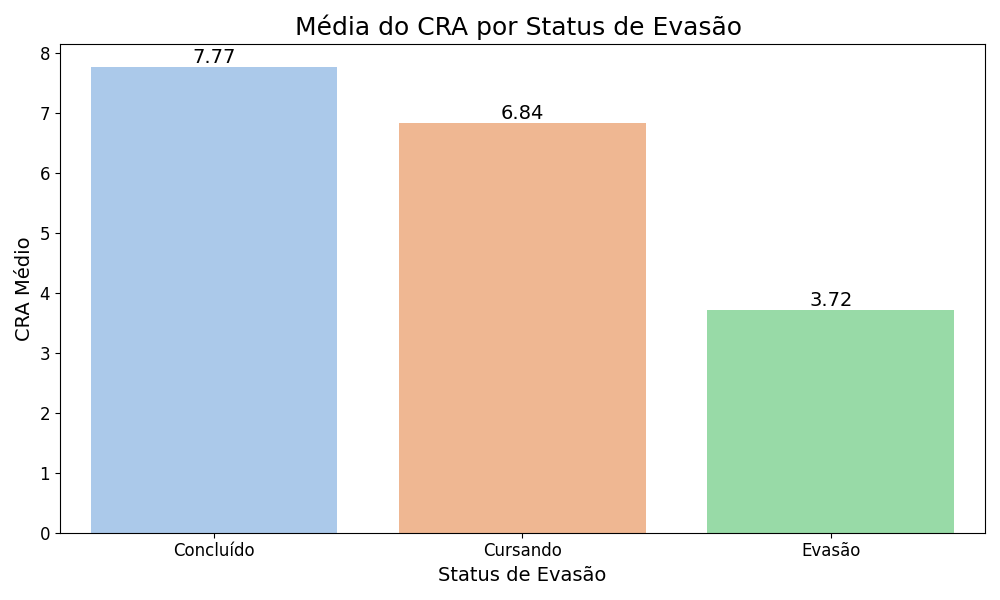 Média do CRA por Status de Evasão
CRA Médio
8
7
6
5
4
3
2
1
0
7.77
6.84
3.72
Concluído
Cursando
Evasão
Status de Evasão